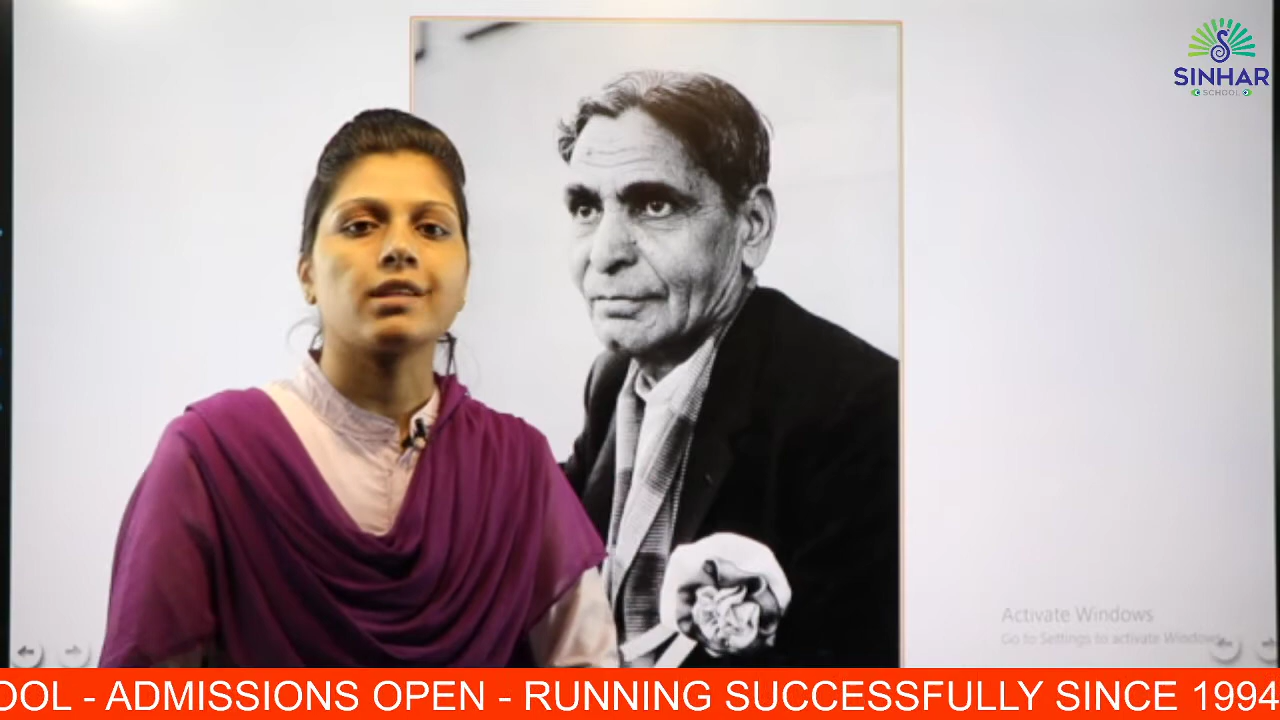 SINHAR
SCHOOL
Activate Windows
Go to Settings to activate Windows.
OOL - ADMISSIONS OPEN - RUNNING SUCCESSFULLY SINCE 1994